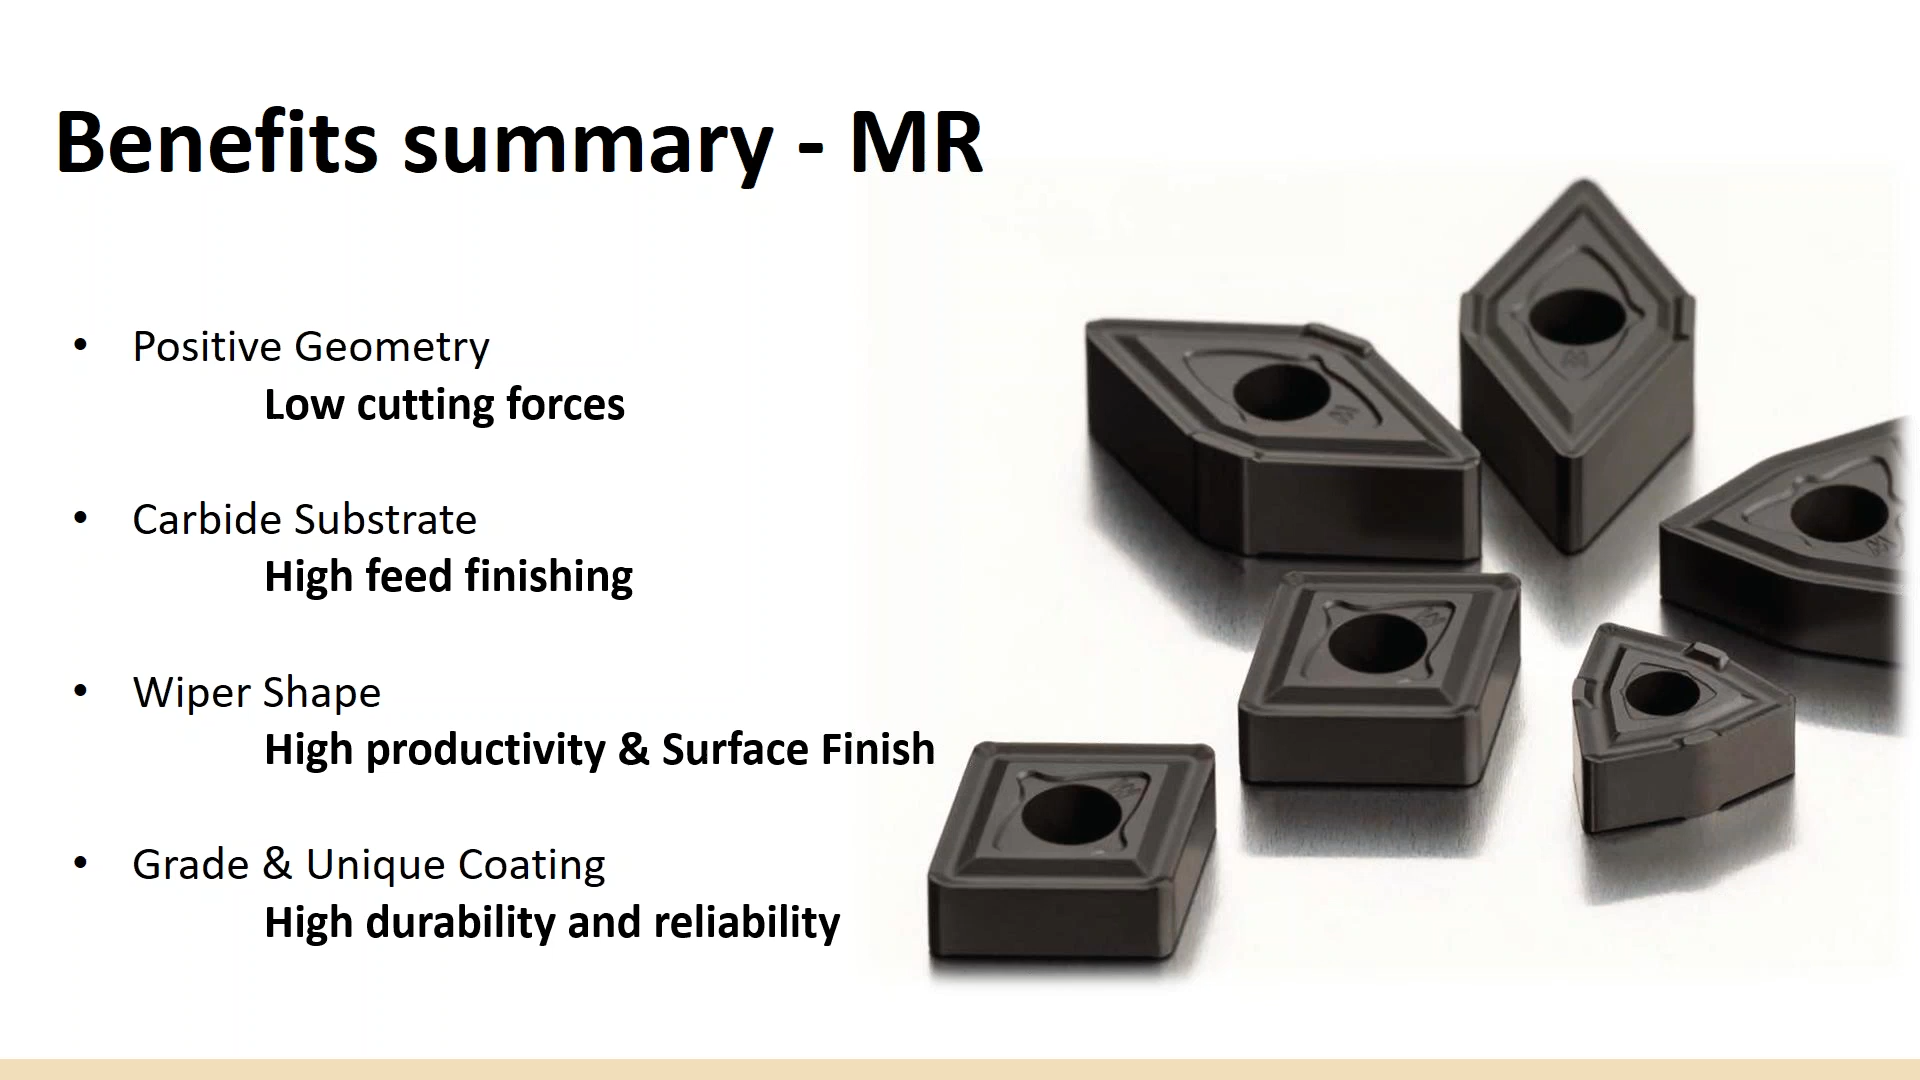 Benefits summary - MR
• Positive Geometry
Low cutting forces
• Carbide Substrate
High feed finishing
• Wiper Shape
High productivity & Surface Finish
• Grade & Unique Coating
High durability and reliability